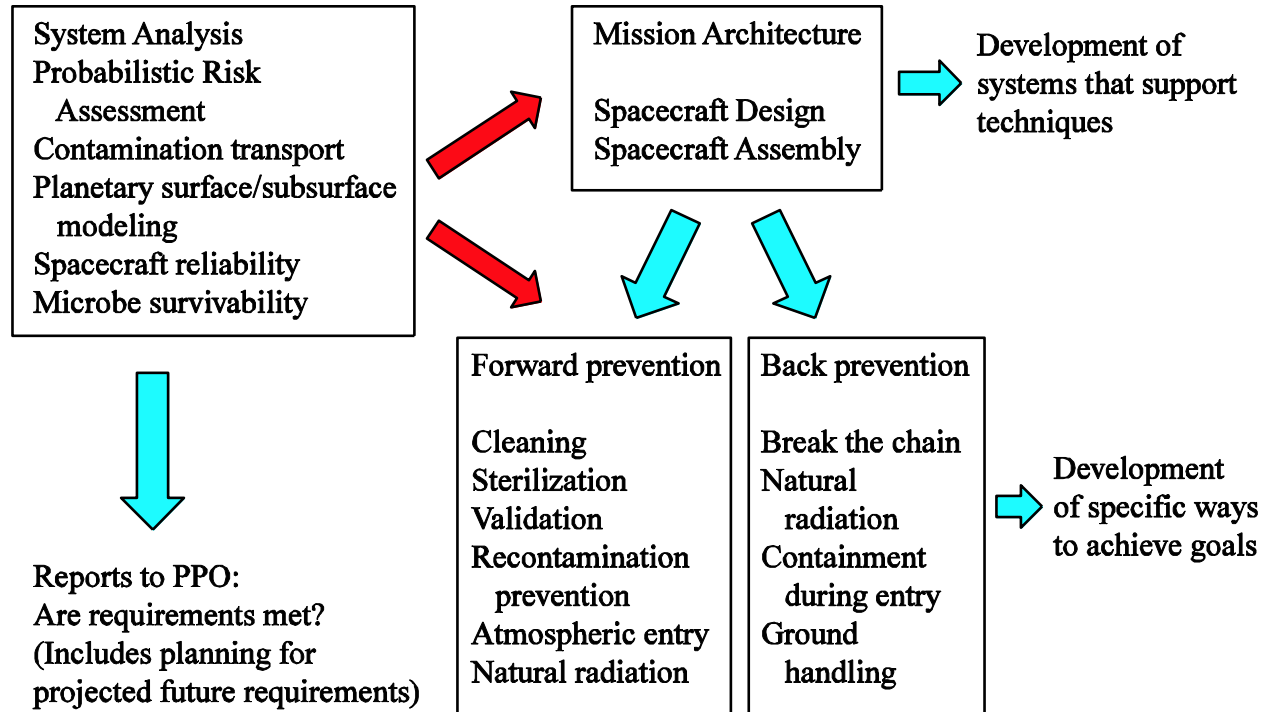 System Analysis
Probabilistic Risk
Assessment
Contamination transport
Planetary surface/subsurface
modeling
Spacecraft reliability
Microbe survivability
Mission Architecture
Spacecraft Design
Spacecraft Assembly
Development of
systems that support
techniques
Forward prevention
Cleaning
Sterilization
Validation
Recontamination
prevention
Atmospheric entry
Natural radiation
Back prevention
Break the chain
Natural
radiation
Containment
during entry
Ground
handling
Development
of specific ways
to achieve goals
Reports to PPO:
Are requirements met?
(Includes planning for
projected future requirements)